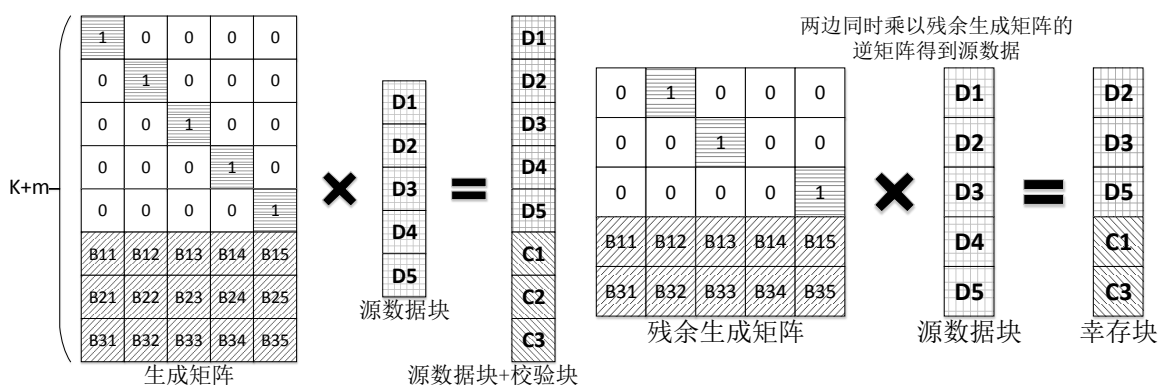 K+m
1 0 0 0 0
0 1 0 0 0
0 0 1 0 0
0 0 0 1 0
0 0 0 0 1
B11 B12 B13 B14 B15
B21 B22 B23 B24 B25
B31 B32 B33 B34 B35
生成矩阵
×
D1
D2
D3
D4
D5
源数据块
=
D1
D2
D3
D4
D5
C1
C2
C3
源数据块+校验块
两边同时乘以残余生成矩阵的
逆矩阵得到源数据
0 1 0 0 0
0 0 1 0 0
0 0 0 0 1
B11 B12 B13 B14 B15
B31 B32 B33 B34 B35
残余生成矩阵
×
D1
D2
D3
D4
D5
源数据块
=
D2
D3
D5
C1
C3
幸存块